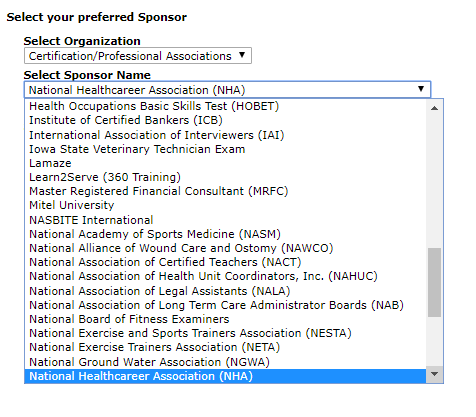 Select your preferred Sponsor
Select Organization
Certification/Professional Associations
Select Sponsor Name
National Healthcareer Association (NHA)
Health Occupations Basic Skills Test (HOBET)
Institute of Certified Bankers (ICB)
International Association of Interviewers (IAI)
Iowa State Veterinary Technician Exam
Lamaze
Learn2Serve (360 Training)
Master Registered Financial Consultant (MRFC)
Mitel University
NASBITE International
National Academy of Sports Medicine (NASM)
National Alliance of Wound Care and Ostomy (NAWCO)
National Association of Certified Teachers (NACT)
National Association of Health Unit Coordinators, Inc. (NAHUC)
National Association of Legal Assistants (NALA)
National Association of Long Term Care Administrator Boards (NAB)
National Board of Fitness Examiners
National Exercise and Sports Trainers Association (NESTA)
National Exercise Trainers Association (NETA)
National Ground Water Association (NGWA)
National Healthcareer Association (NHA)